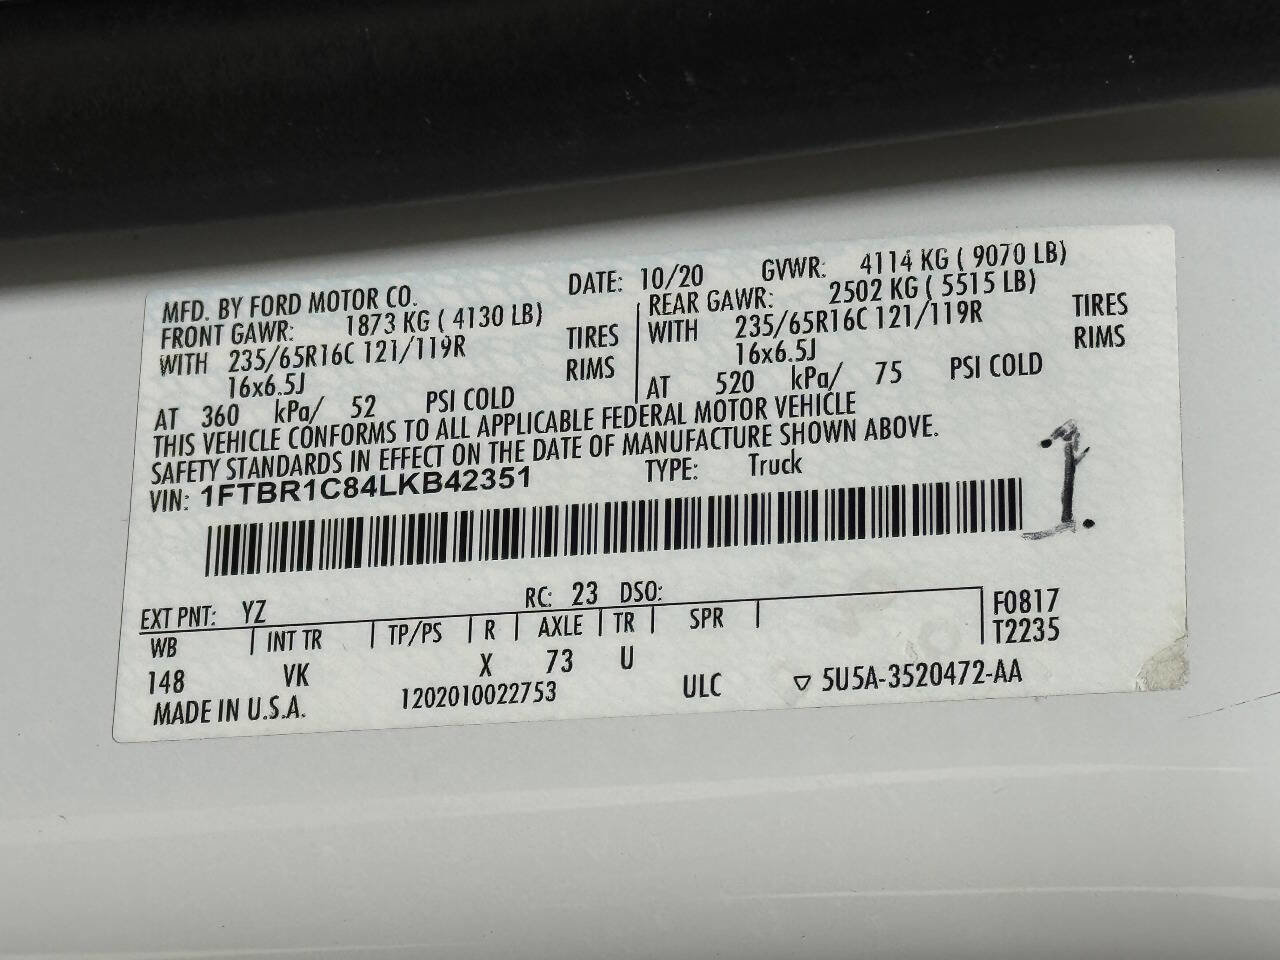 MFD. BY FORD MOTOR CO. DATE: 10/20 GVWR: 4114 KG ( 9070 LB)
FRONT GAWR: 1873 KG ( 4130 LB) REAR GAWR: 2502 KG ( 5515 LB)
WITH 235/65R16C 121/119R TIRES WITH 235/65R16C 121/119R TIRES
16x6.5J RIMS 16x6.5J RIMS
AT 360 kPa/ 52 PSI COLD AT 520 kPa/ 75 PSI COLD
THIS VEHICLE CONFORMS TO ALL APPLICABLE FEDERAL MOTOR VEHICLE
SAFETY STANDARDS IN EFFECT ON THE DATE OF MANUFACTURE SHOWN ABOVE.
VIN: 1FTBR1C84LKB42351 TYPE: Truck
1.
EXT PNT: YZ RC: 23 DSO:
WB INT TR TP/PS R AXLE TR SPR F0817
148 VK X 73 U T2235
MADE IN U.S.A. 1202010022753 ULC ▽ 5U5A-3520472-AA